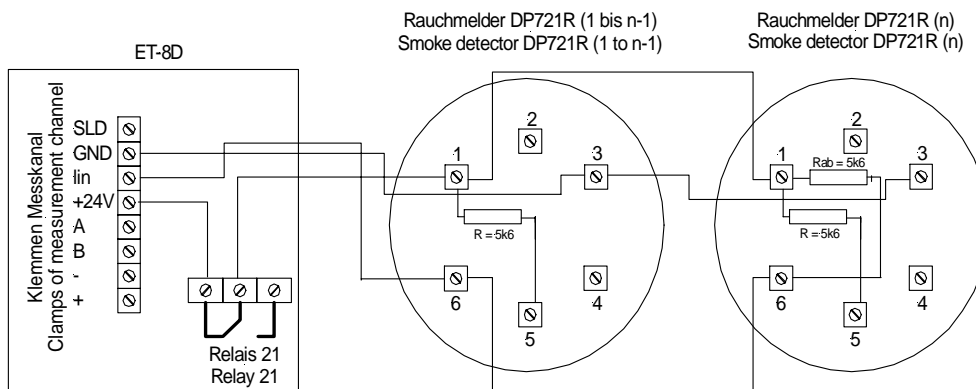 Rauchmelder DP721R (1 bis n-1)
Smoke detector DP721R (1 to n-1)
Rauchmelder DP721R (n)
Smoke detector DP721R (n)
ET-8D
Klemmen Messkanal
Clamps of measurement channel
SLD
GND
Iin
+24V
A
B
-
+
Relais 21
Relay 21
1
2
3
R = 5k6
6
5
4
1
2
3
Rab = 5k6
R = 5k6
6
5
4